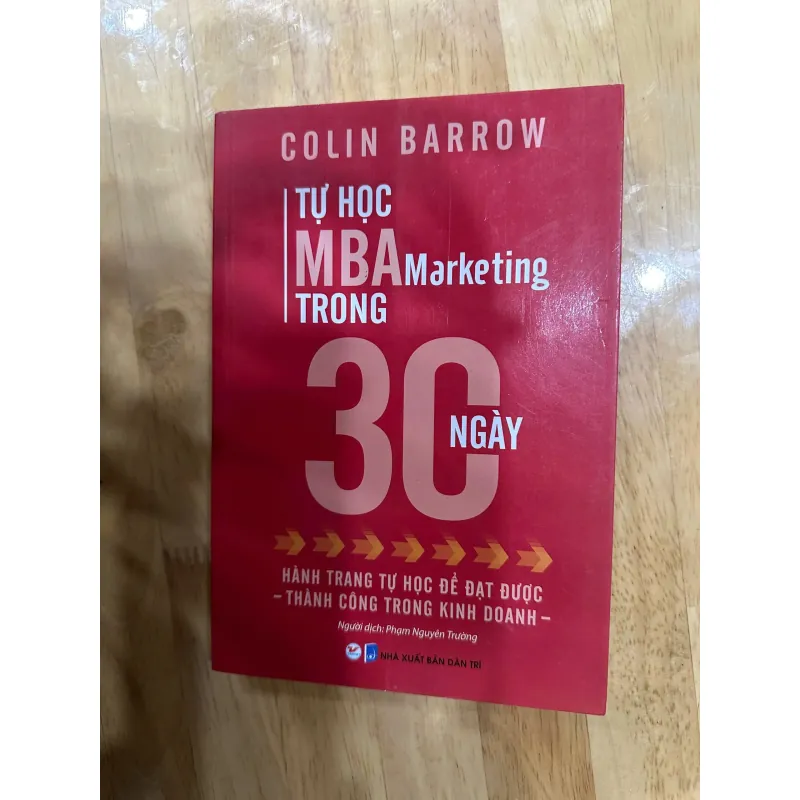 COLIN BARROW
TỰ HỌC
MBA Marketing
TRONG
30
NGÀY
HÀNH TRANG TỰ HỌC ĐỂ ĐẠT ĐƯỢC
– THÀNH CÔNG TRONG KINH DOANH –
Người dịch: Phạm Nguyên Trường
NHÀ XUẤT BẢN DÂN TRÍ